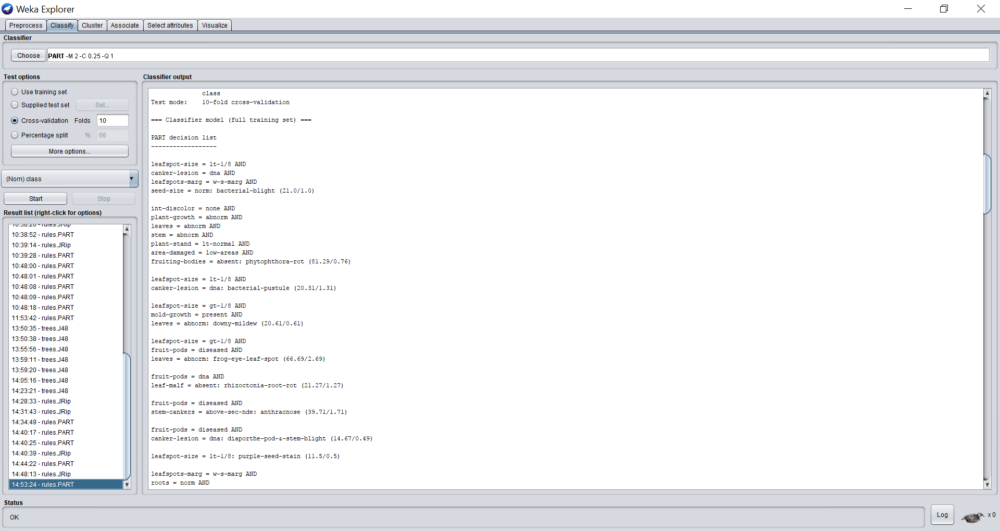 Weka Explorer
Preprocess Classify Cluster Associate Select attributes Visualize
Classifier
Choose PART -M 2 -C 0.25 -Q 1
Test options
Use training set
Supplied test set Set...
Cross-validation Folds 10
Percentage split % 66
More options...
(Nom) class
Start Stop
Result list (right-click for options)
10:38:20 - rules.JRip
10:38:52 - rules.PART
10:39:14 - rules.JRip
10:39:28 - rules.PART
10:48:00 - rules.PART
10:48:01 - rules.PART
10:48:08 - rules.PART
10:48:09 - rules.PART
10:48:18 - rules.PART
11:53:42 - rules.PART
13:50:35 - trees.J48
13:50:38 - trees.J48
13:55:56 - trees.J48
13:59:11 - trees.J48
13:59:20 - trees.J48
14:05:16 - trees.J48
14:23:21 - trees.J48
14:28:33 - rules.JRip
14:31:43 - rules.JRip
14:34:49 - rules.PART
14:40:17 - rules.PART
14:40:25 - rules.PART
14:40:39 - rules.JRip
14:44:22 - rules.PART
14:48:13 - rules.JRip
14:53:24 - rules.PART
Classifier output
class
Test mode: 10-fold cross-validation
=== Classifier model (full training set) ===
PART decision list
------------------
leafspot-size = lt-1/8 AND
canker-lesion = dna AND
leafspots-marg = w-s-marg AND
seed-size = norm: bacterial-blight (21.0/1.0)
int-discolor = none AND
plant-growth = abnorm AND
leaves = abnorm AND
stem = abnorm AND
plant-stand = lt-normal AND
area-damaged = low-areas AND
fruiting-bodies = absent: phytophthora-rot (81.29/0.76)
leafspot-size = lt-1/8 AND
canker-lesion = dna: bacterial-pustule (20.31/1.31)
leafspot-size = gt-1/8 AND
mold-growth = present AND
leaves = abnorm: downy-mildew (20.61/0.61)
leafspot-size = gt-1/8 AND
fruit-pods = diseased AND
leaves = abnorm: frog-eye-leaf-spot (66.69/2.69)
fruit-pods = dna AND
leaf-malf = absent: rhizoctonia-root-rot (21.27/1.27)
fruit-pods = diseased AND
stem-cankers = above-sec-nde: anthracnose (39.71/1.71)
fruit-pods = diseased AND
canker-lesion = dna: diaporthe-pod-&-stem-blight (14.67/0.49)
leafspot-size = lt-1/8: purple-seed-stain (11.5/0.5)
leafspots-marg = w-s-marg AND
roots = norm AND
Status
OK
Log
x 0